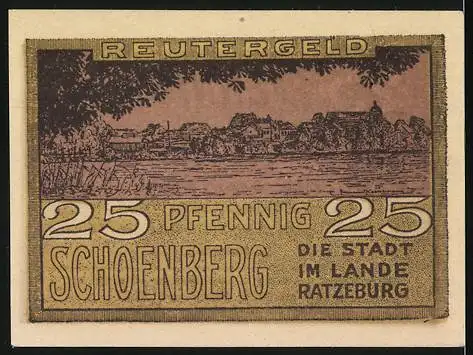 REUTERGELD
25 PFENNIG 25
SCHOENBERG
DIE STADT
IM LANDE
RATZEBURG